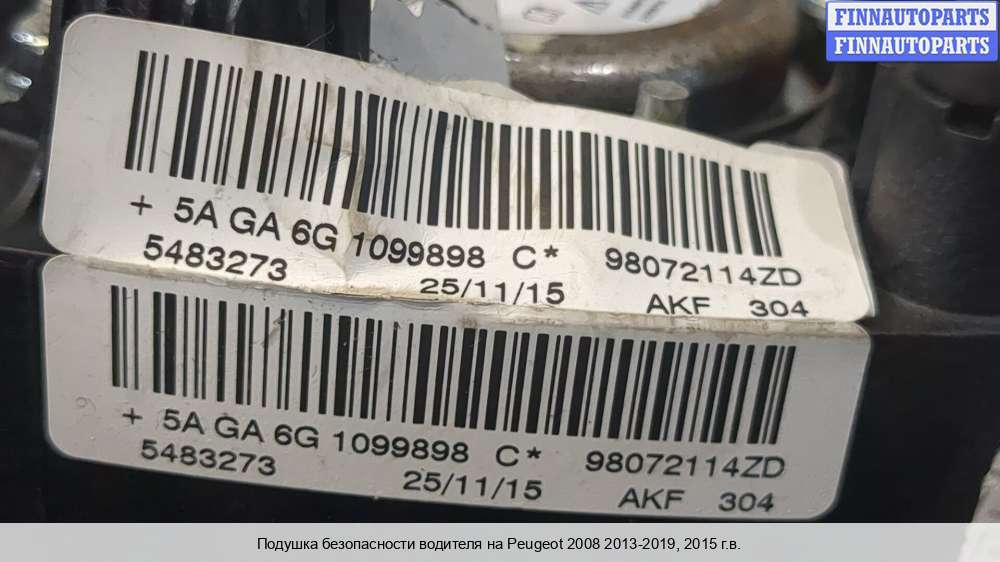 FINNAUTOPARTS
FINNAUTOPARTS
+ 5A GA 6G 1099898 C* 98072114ZD
5483273 25/11/15 AKF 304
+ 5A GA 6G 1099898 C* 98072114ZD
5483273 25/11/15 AKF 304
Подушка безопасности водителя на Peugeot 2008 2013-2019, 2015 г.в.